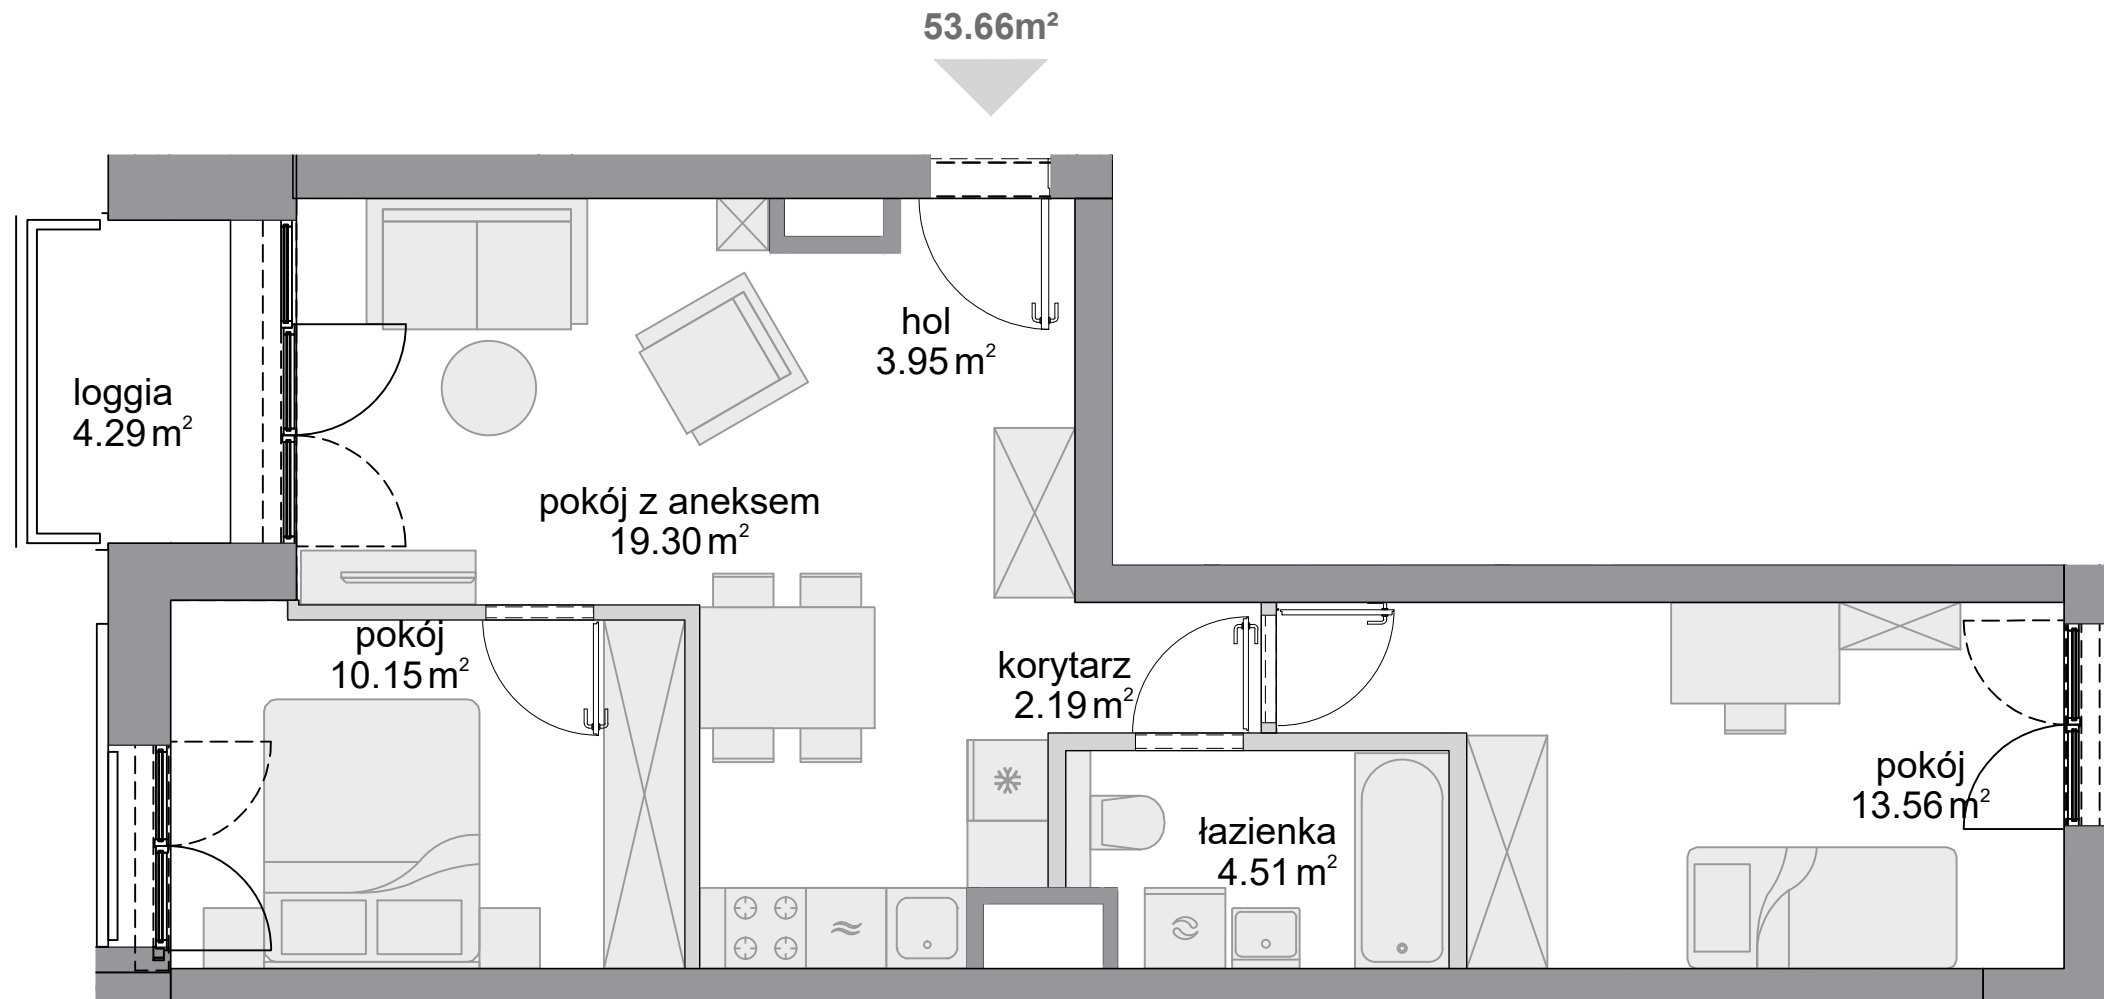 53.66m²
hol
3.95 m²
loggia
4.29 m²
pokój z aneksem
19.30 m²
pokój
10.15 m²
korytarz
2.19 m²
pokój
13.56 m²
łazienka
4.51 m²